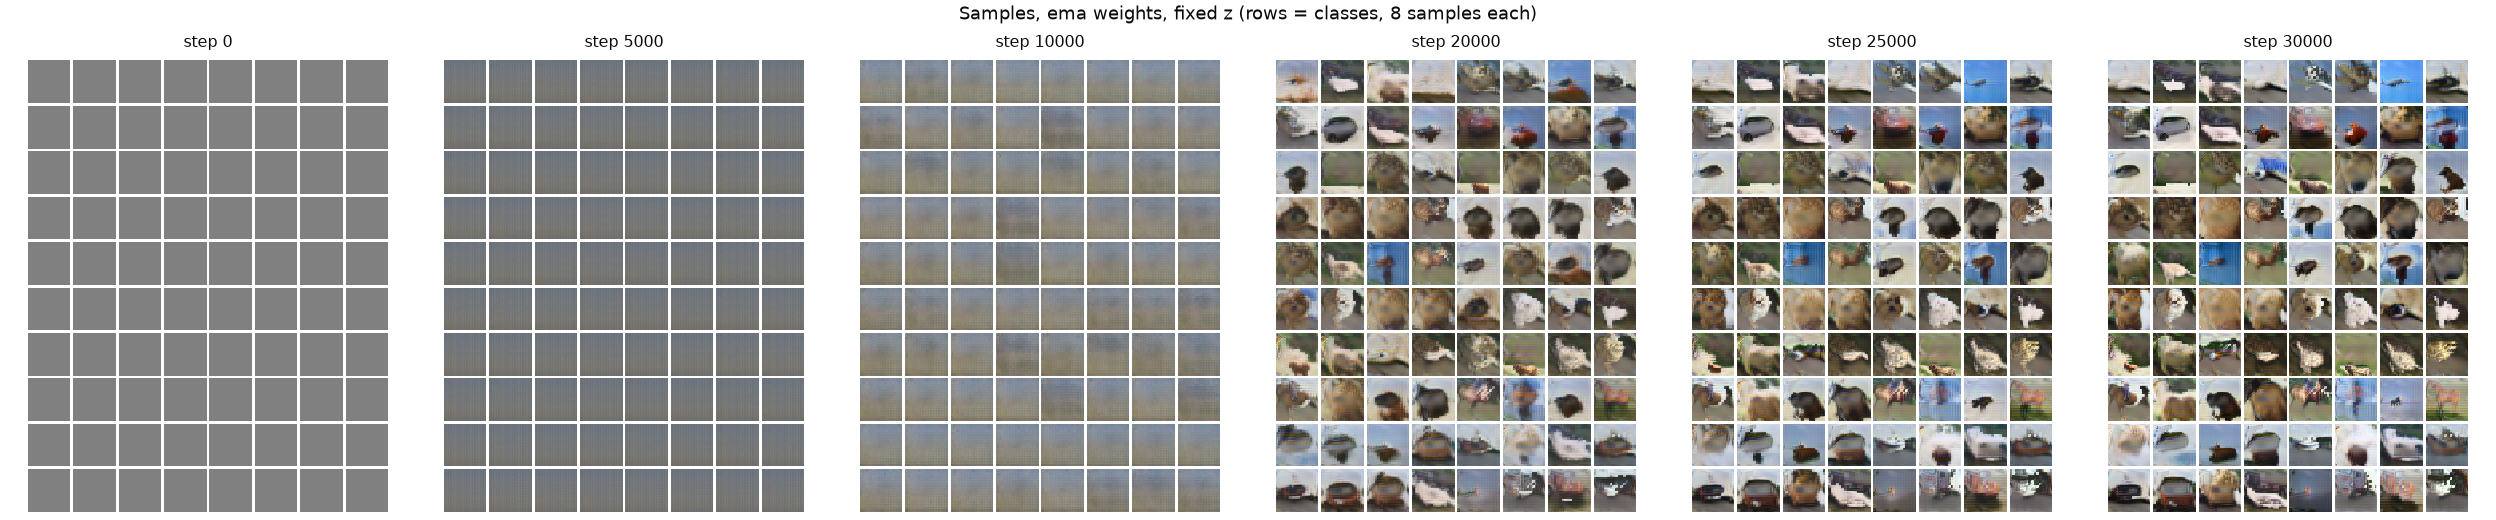 Samples, ema weights, fixed z (rows = classes, 8 samples each)
step 0
step 5000
step 10000
step 20000
step 25000
step 30000